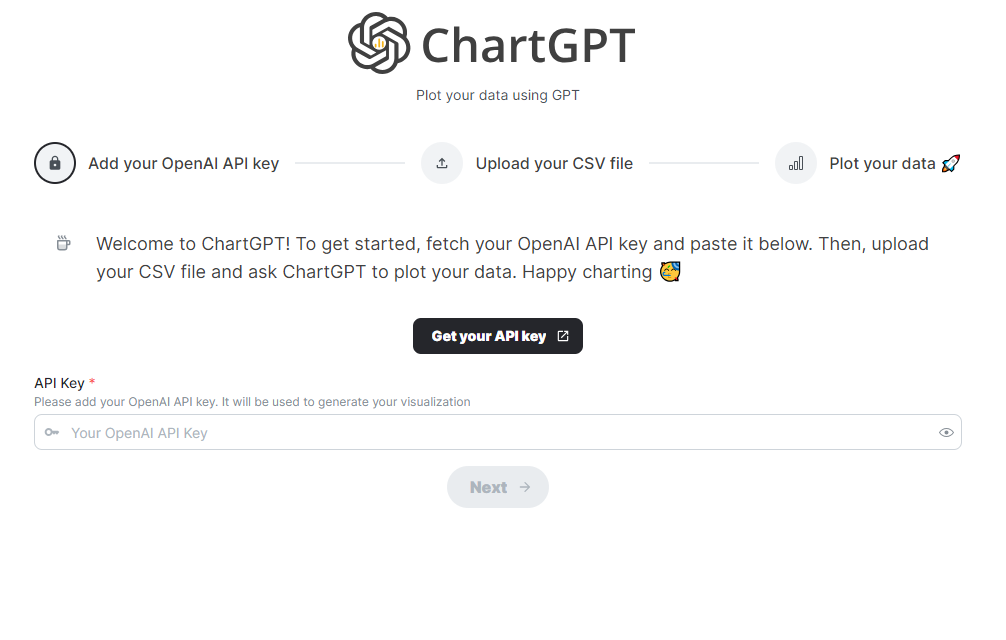 ChartGPT
Plot your data using GPT
Add your OpenAI API key
Upload your CSV file
Plot your data 🚀
Welcome to ChartGPT! To get started, fetch your OpenAI API key and paste it below. Then, upload
your CSV file and ask ChartGPT to plot your data. Happy charting 🥳
Get your API key
API Key *
Please add your OpenAI API key. It will be used to generate your visualization
Your OpenAI API Key
Next